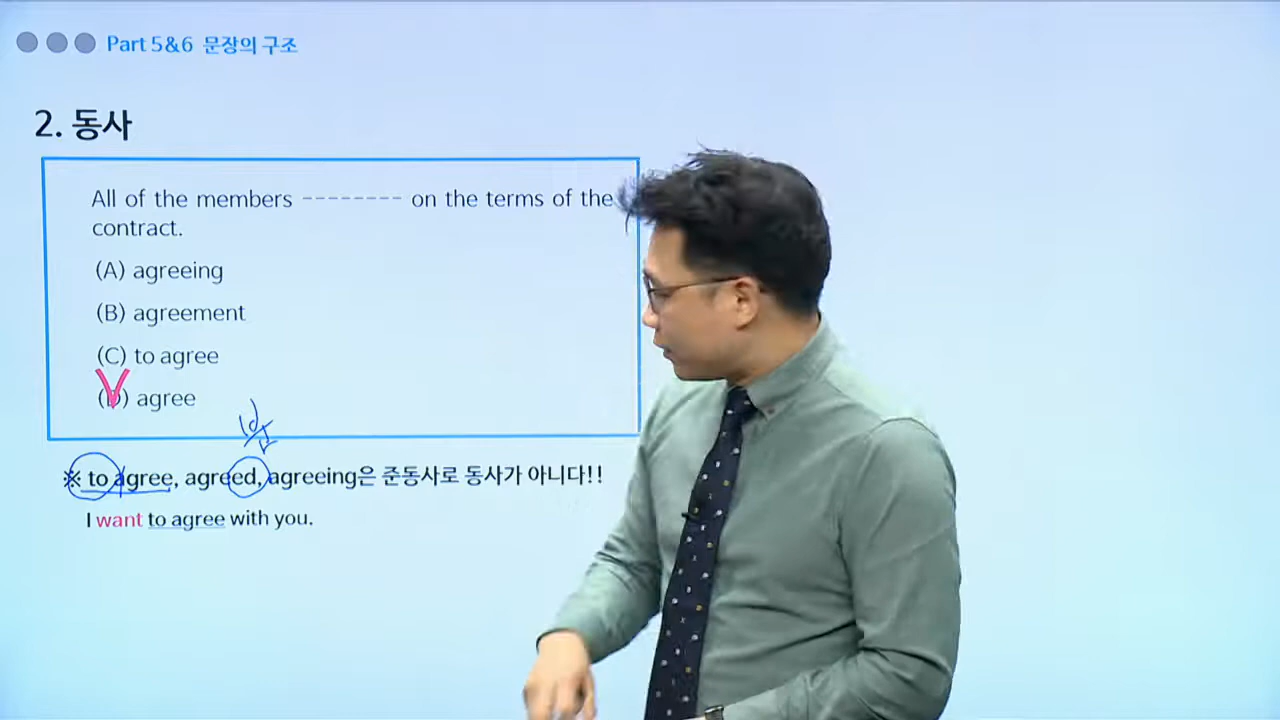 Part 5&6 문장의 구조
2. 동사
All of the members -------- on the terms of the
contract.
(A) agreeing
(B) agreement
(C) to agree
(D) agree
※ to agree, agreed, agreeing은 준동사로 동사가 아니다!!
I want to agree with you.